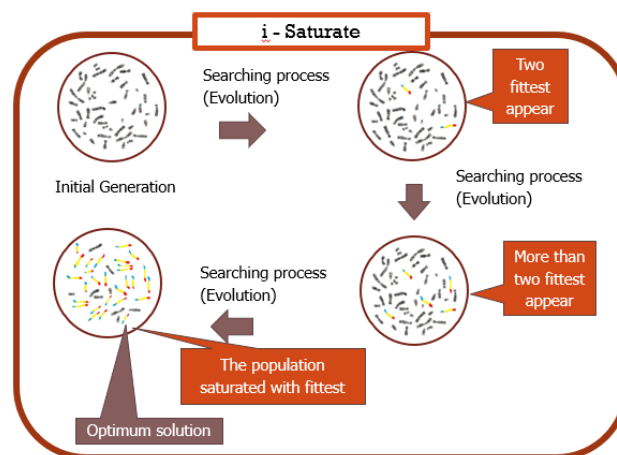 i - Saturate
Searching process
(Evolution)
Two
fittest
appear
Initial Generation
Searching process
(Evolution)
More than
two fittest
appear
Searching process
(Evolution)
The population
saturated with fittest
Optimum solution